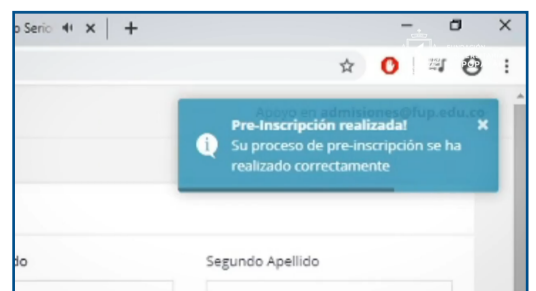 o Serio
Apoyo en admisiones@fup.edu.co
Pre-Inscripción realizada!
Su proceso de pre-inscripción se ha
realizado correctamente
do
Segundo Apellido